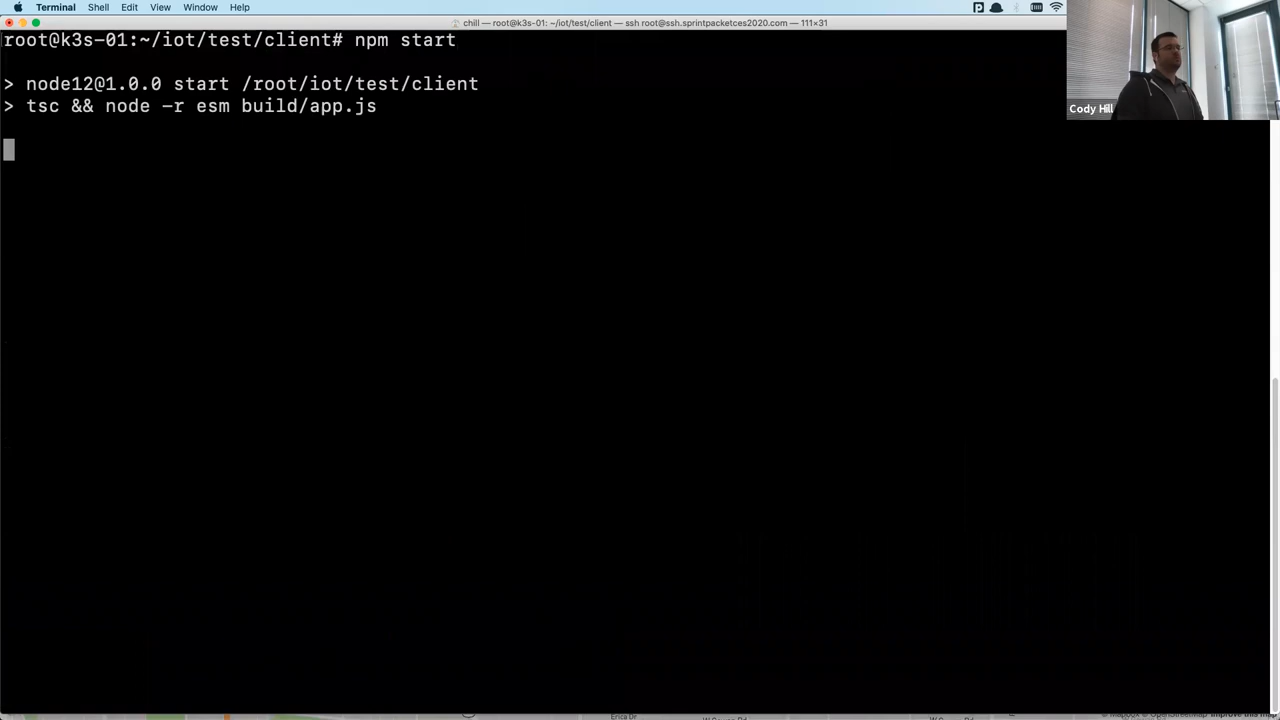 Terminal Shell Edit View Window Help
chill — root@k3s-01: ~/iot/test/client — ssh root@ssh.sprintpacketces2020.com — 111×31
root@k3s-01:~/iot/test/client# npm start
> node12@1.0.0 start /root/iot/test/client
> tsc && node -r esm build/app.js
Cody Hill
Erica Dr